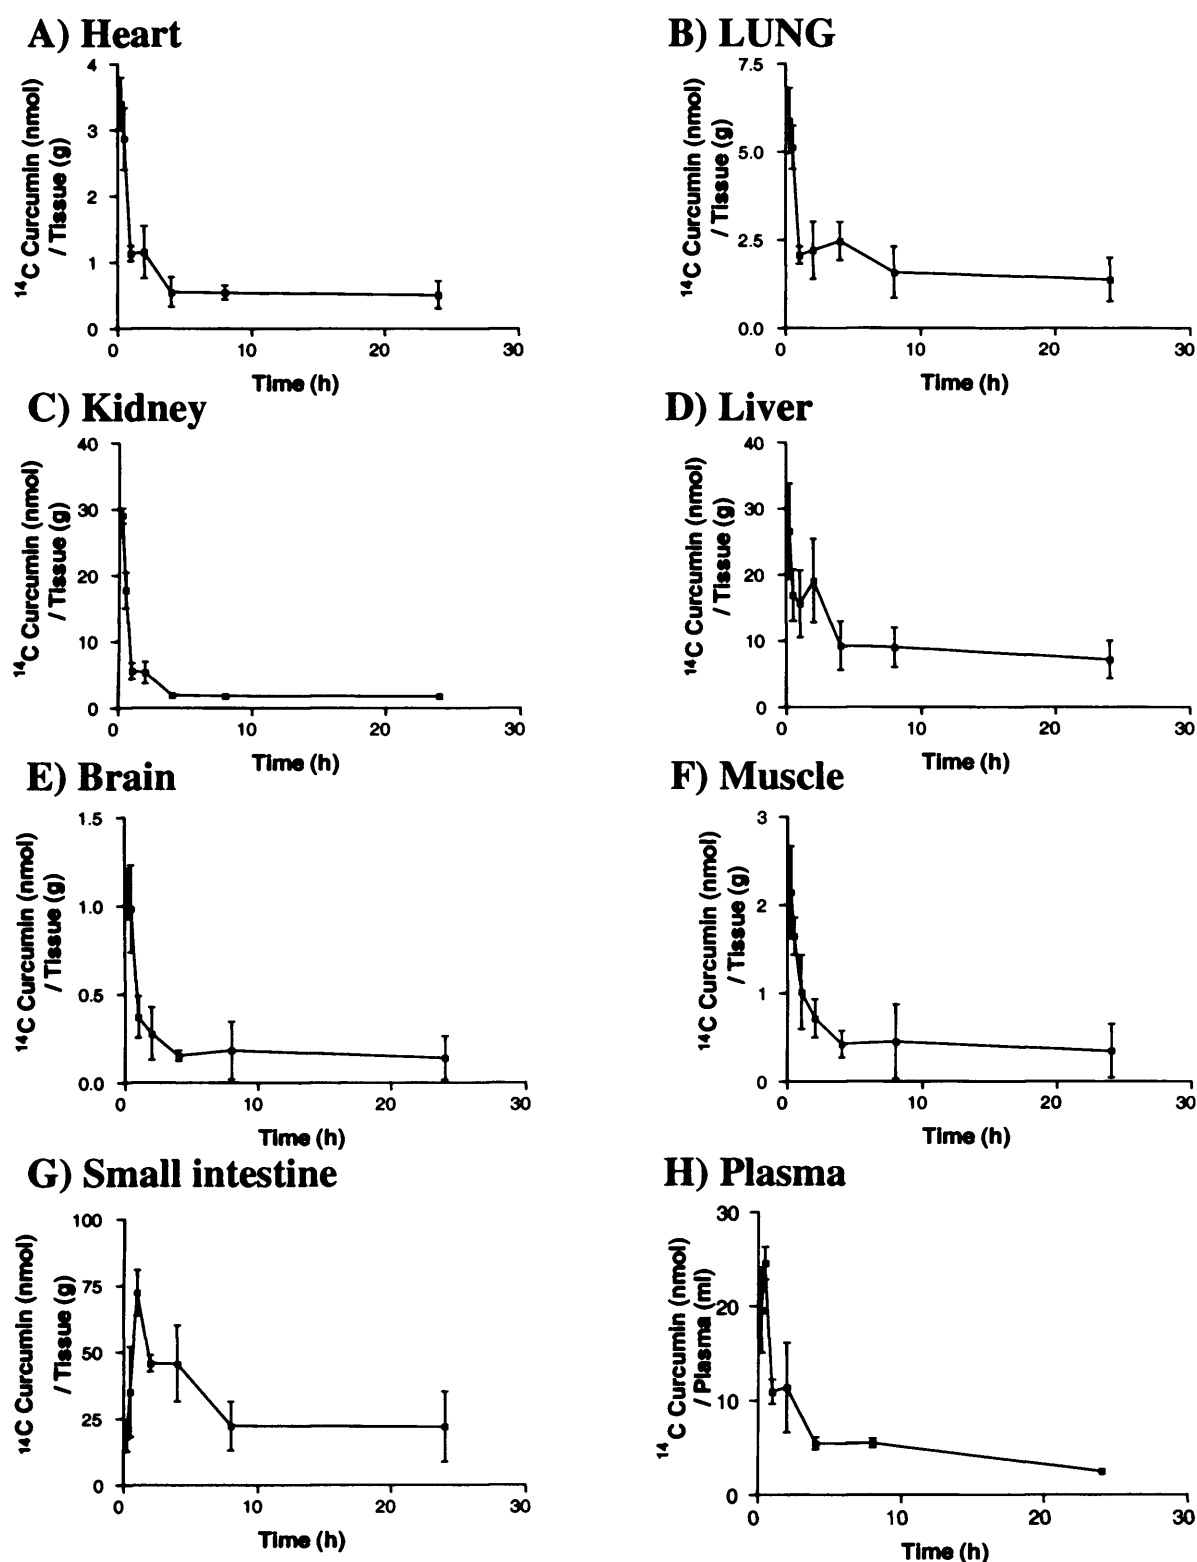 A) Heart
4
3
2
1
0
¹⁴C Curcumin (nmol)
/ Tissue (g)
0 10 20 30
Time (h)
B) LUNG
7.5
5.0
2.5
0.0
¹⁴C Curcumin (nmol)
/ Tissue (g)
0 10 20 30
Time (h)
C) Kidney
40
30
20
10
0
¹⁴C Curcumin (nmol)
/ Tissue (g)
0 10 20 30
Time (h)
D) Liver
40
30
20
10
0
¹⁴C Curcumin (nmol)
/ Tissue (g)
0 10 20 30
Time (h)
E) Brain
1.5
1.0
0.5
0.0
¹⁴C Curcumin (nmol)
/ Tissue (g)
0 10 20 30
Time (h)
F) Muscle
3
2
1
0
¹⁴C Curcumin (nmol)
/ Tissue (g)
0 10 20 30
Time (h)
G) Small intestine
100
75
50
25
0
¹⁴C Curcumin (nmol)
/ Tissue (g)
0 10 20 30
Time (h)
H) Plasma
30
20
10
0
¹⁴C Curcumin (nmol)
/ Plasma (ml)
0 10 20 30
Time (h)